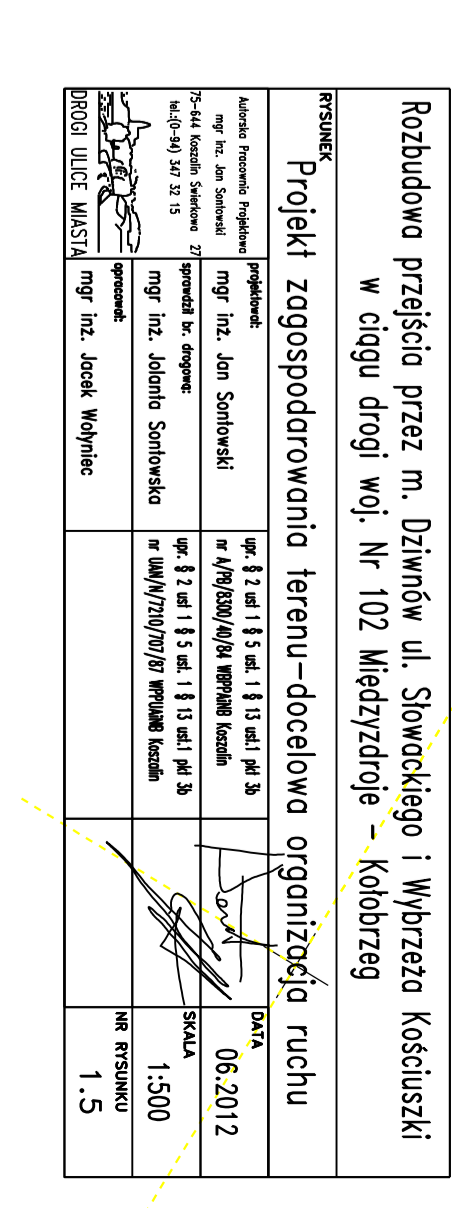 Rozbudowa przejścia przez m. Dziwnów ul. Słowackiego i Wybrzeża Kościuszki
w ciągu drogi woj. Nr 102 Międzyzdroje – Kołobrzeg
RYSUNEK
Projekt zagospodarowania terenu-docelowa organizacja ruchu
Autorska Pracownia Projektowa
mgr inż. Jan Sontowski
75-644 Koszalin Świerkowa 27
tel.:(0-94) 347 32 15
DROGI ULICE MIASTA
projektował:
mgr inż. Jan Sontowski
upr. § 2 ust 1 § 5 ust. 1 § 13 ust.1 pkt 3b
nr A/PB/8300/40/84 WBPPAiNB Koszalin
DATA
06.2012
sprawdził br. drogowa:
mgr inż. Jolanta Sontowska
upr. § 2 ust 1 § 5 ust. 1 § 13 ust.1 pkt 3b
nr UAN/N/7210/707/87 WPPUAiNB Koszalin
SKALA
1:500
opracował:
mgr inż. Jacek Wołyniec
NR RYSUNKU
1.5